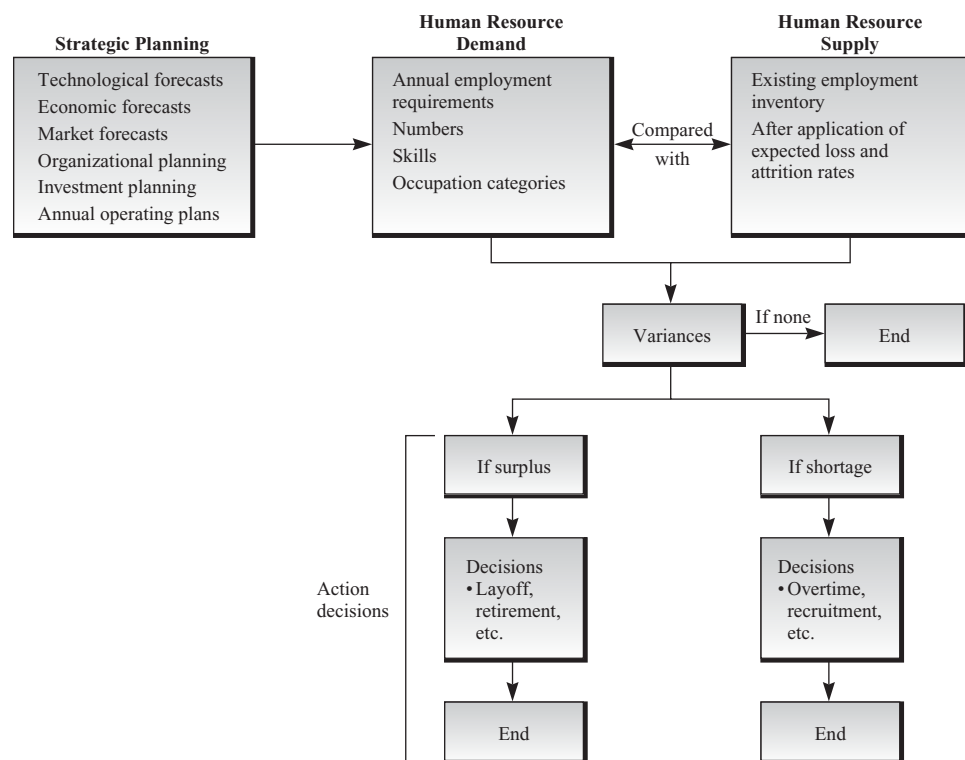 Strategic Planning
Technological forecasts
Economic forecasts
Market forecasts
Organizational planning
Investment planning
Annual operating plans
Human Resource
Demand
Annual employment
requirements
Numbers
Skills
Occupation categories
Compared
with
Human Resource
Supply
Existing employment
inventory
After application of
expected loss and
attrition rates
Variances
If none
End
Action
decisions
If surplus
Decisions
• Layoff,
retirement,
etc.
End
If shortage
Decisions
• Overtime,
recruitment,
etc.
End